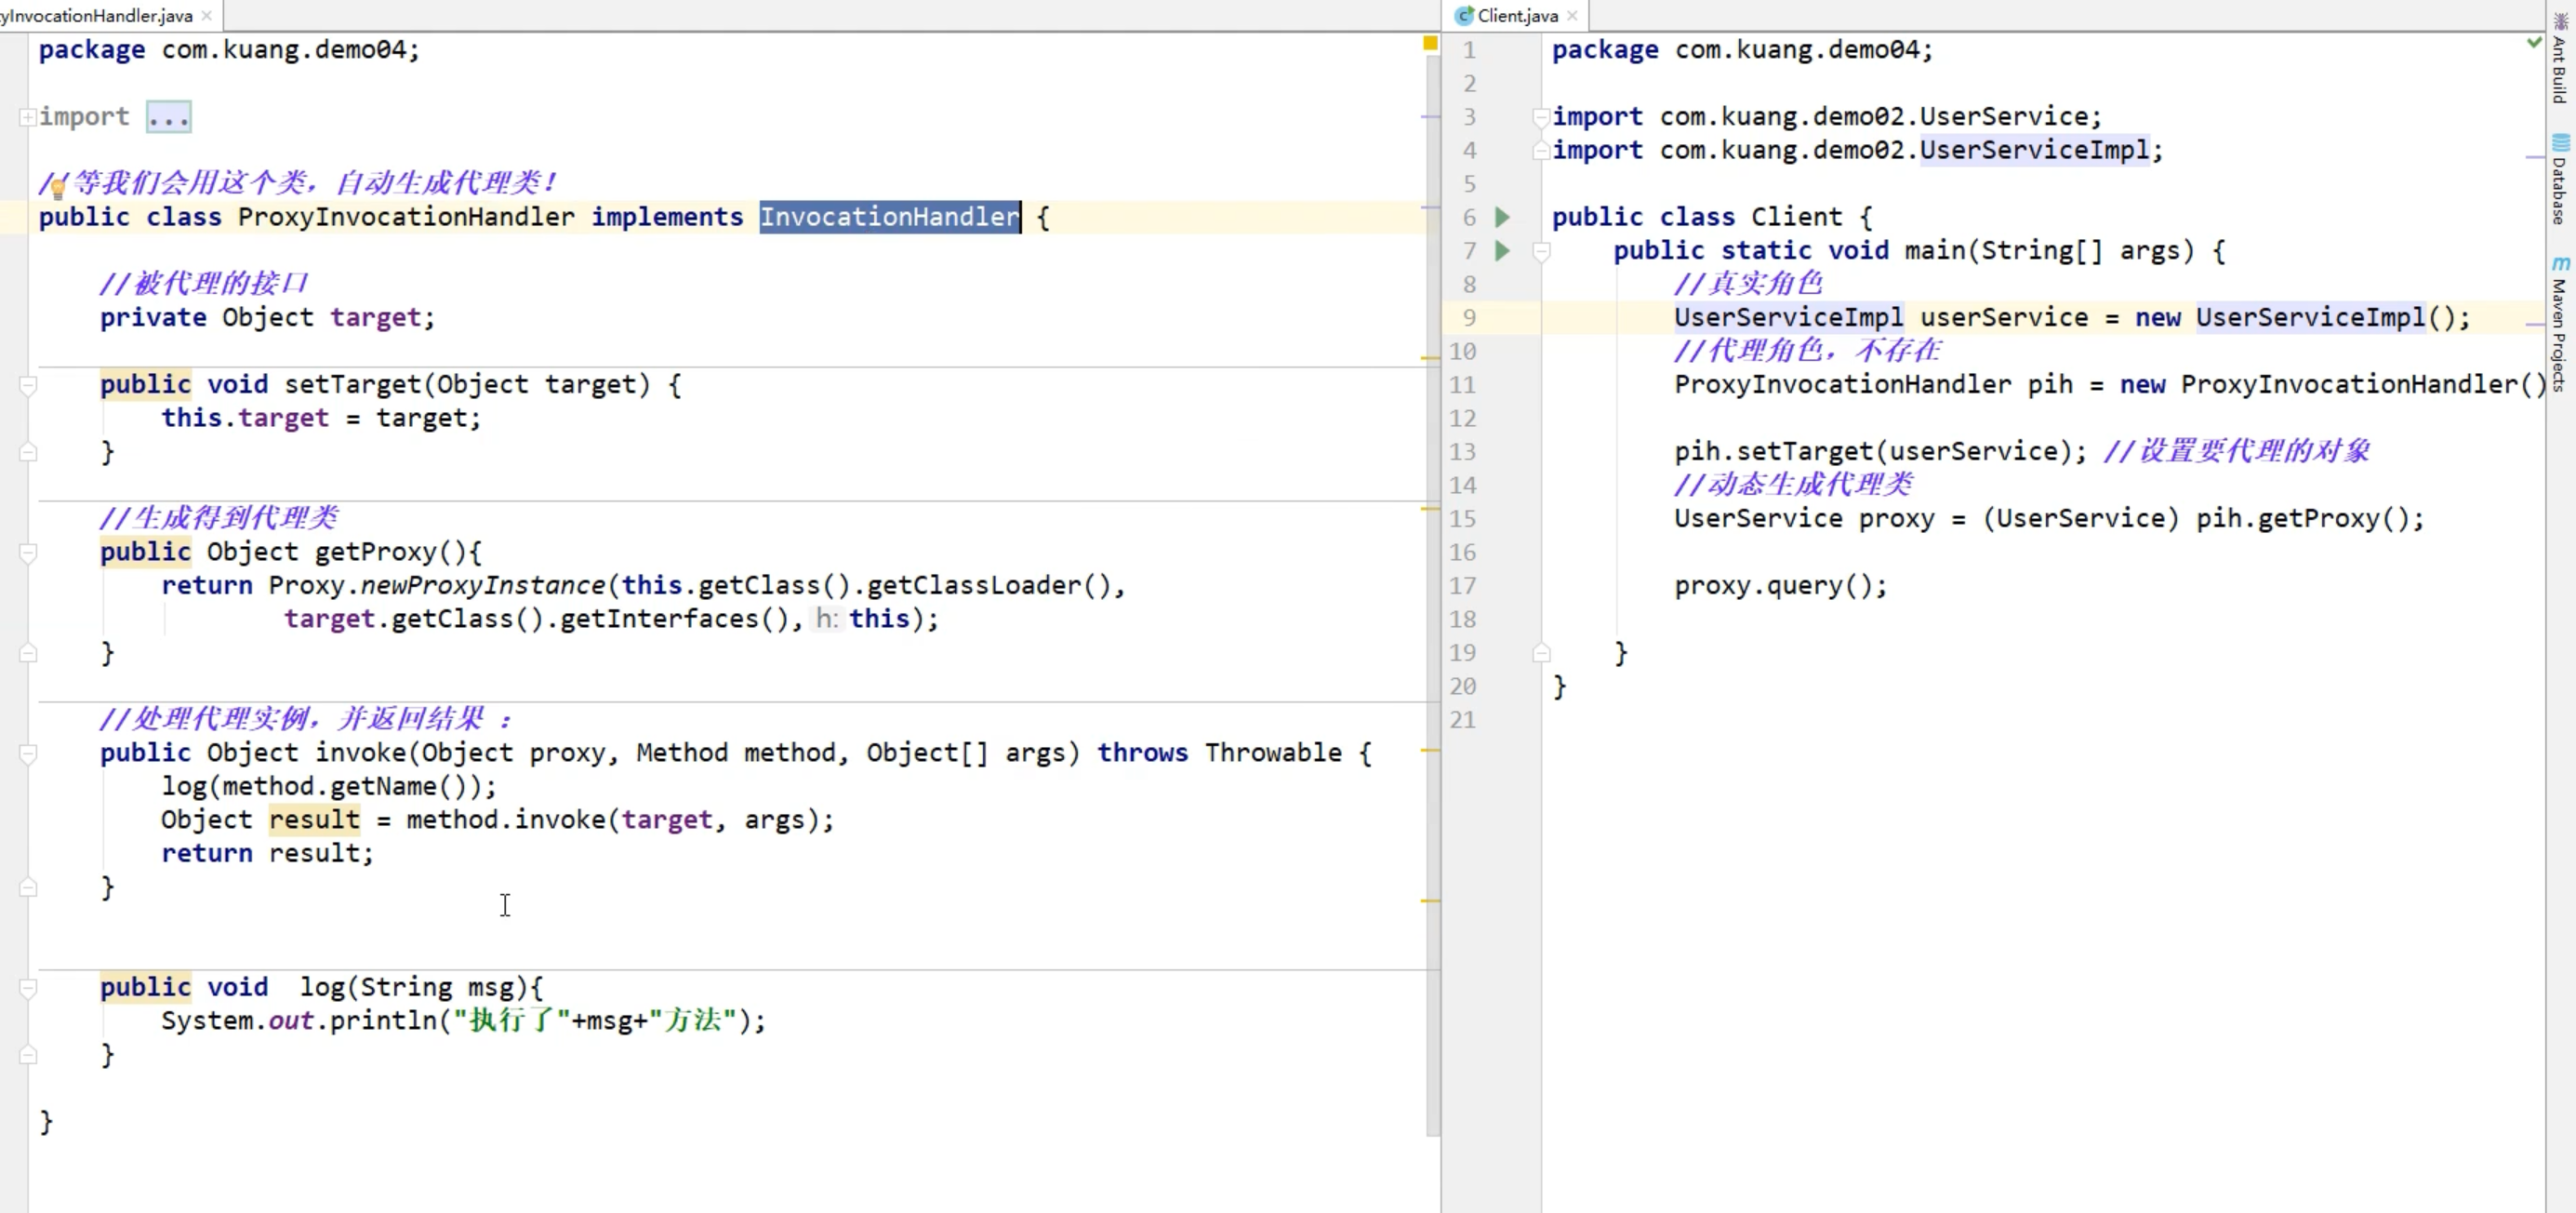 yInvocationHandler.java
package com.kuang.demo04;
import ...
//等我们会用这个类，自动生成代理类！
public class ProxyInvocationHandler implements InvocationHandler {
//被代理的接口
private Object target;
public void setTarget(Object target) {
this.target = target;
}
//生成得到代理类
public Object getProxy(){
return Proxy.newProxyInstance(this.getClass().getClassLoader(),
target.getClass().getInterfaces(), h: this);
}
//处理代理实例，并返回结果 :
public Object invoke(Object proxy, Method method, Object[] args) throws Throwable {
log(method.getName());
Object result = method.invoke(target, args);
return result;
}
public void  log(String msg){
System.out.println("执行了"+msg+"方法");
}
}
Client.java
1 package com.kuang.demo04;
2
3 import com.kuang.demo02.UserService;
4 import com.kuang.demo02.UserServiceImpl;
5
6 public class Client {
7 public static void main(String[] args) {
8 //真实角色
9 UserServiceImpl userService = new UserServiceImpl();
10 //代理角色，不存在
11 ProxyInvocationHandler pih = new ProxyInvocationHandler()
12
13 pih.setTarget(userService); //设置要代理的对象
14 //动态生成代理类
15 UserService proxy = (UserService) pih.getProxy();
16
17 proxy.query();
18
19 }
20 }
21
Ant Build
Database
Maven Projects